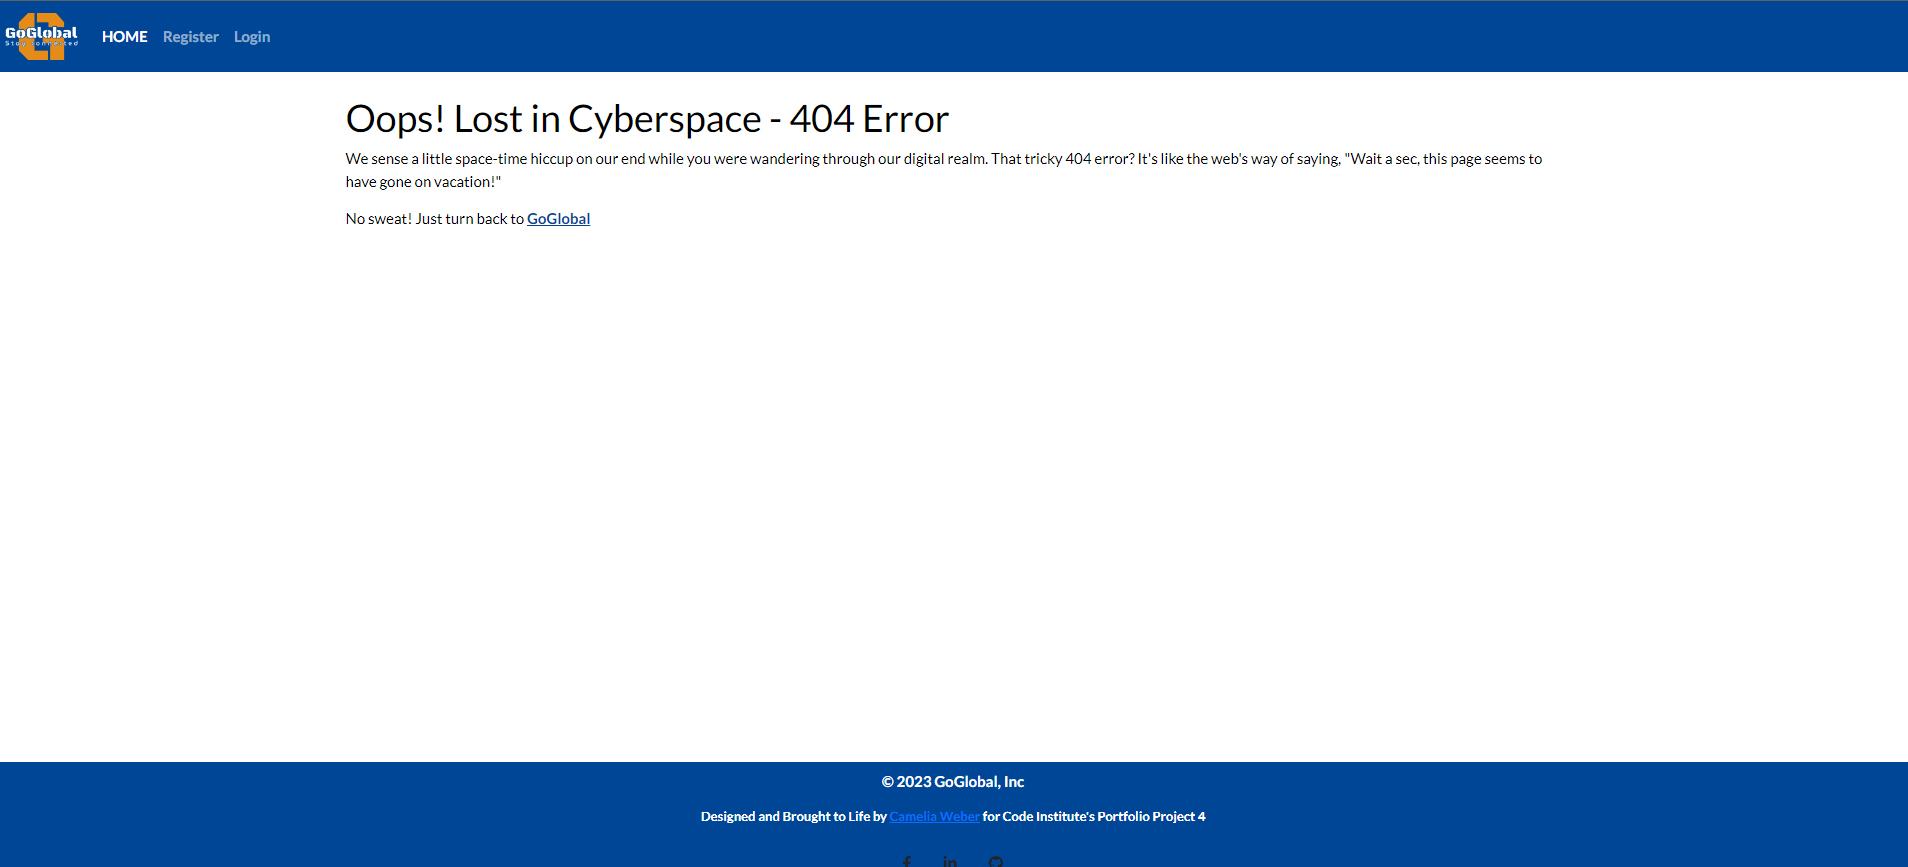 GoGlobal
Stay connected
HOME Register Login
Oops! Lost in Cyberspace - 404 Error
We sense a little space-time hiccup on our end while you were wandering through our digital realm. That tricky 404 error? It's like the web's way of saying, "Wait a sec, this page seems to
have gone on vacation!"
No sweat! Just turn back to GoGlobal
© 2023 GoGlobal, Inc
Designed and Brought to Life by Camelia Weber for Code Institute's Portfolio Project 4